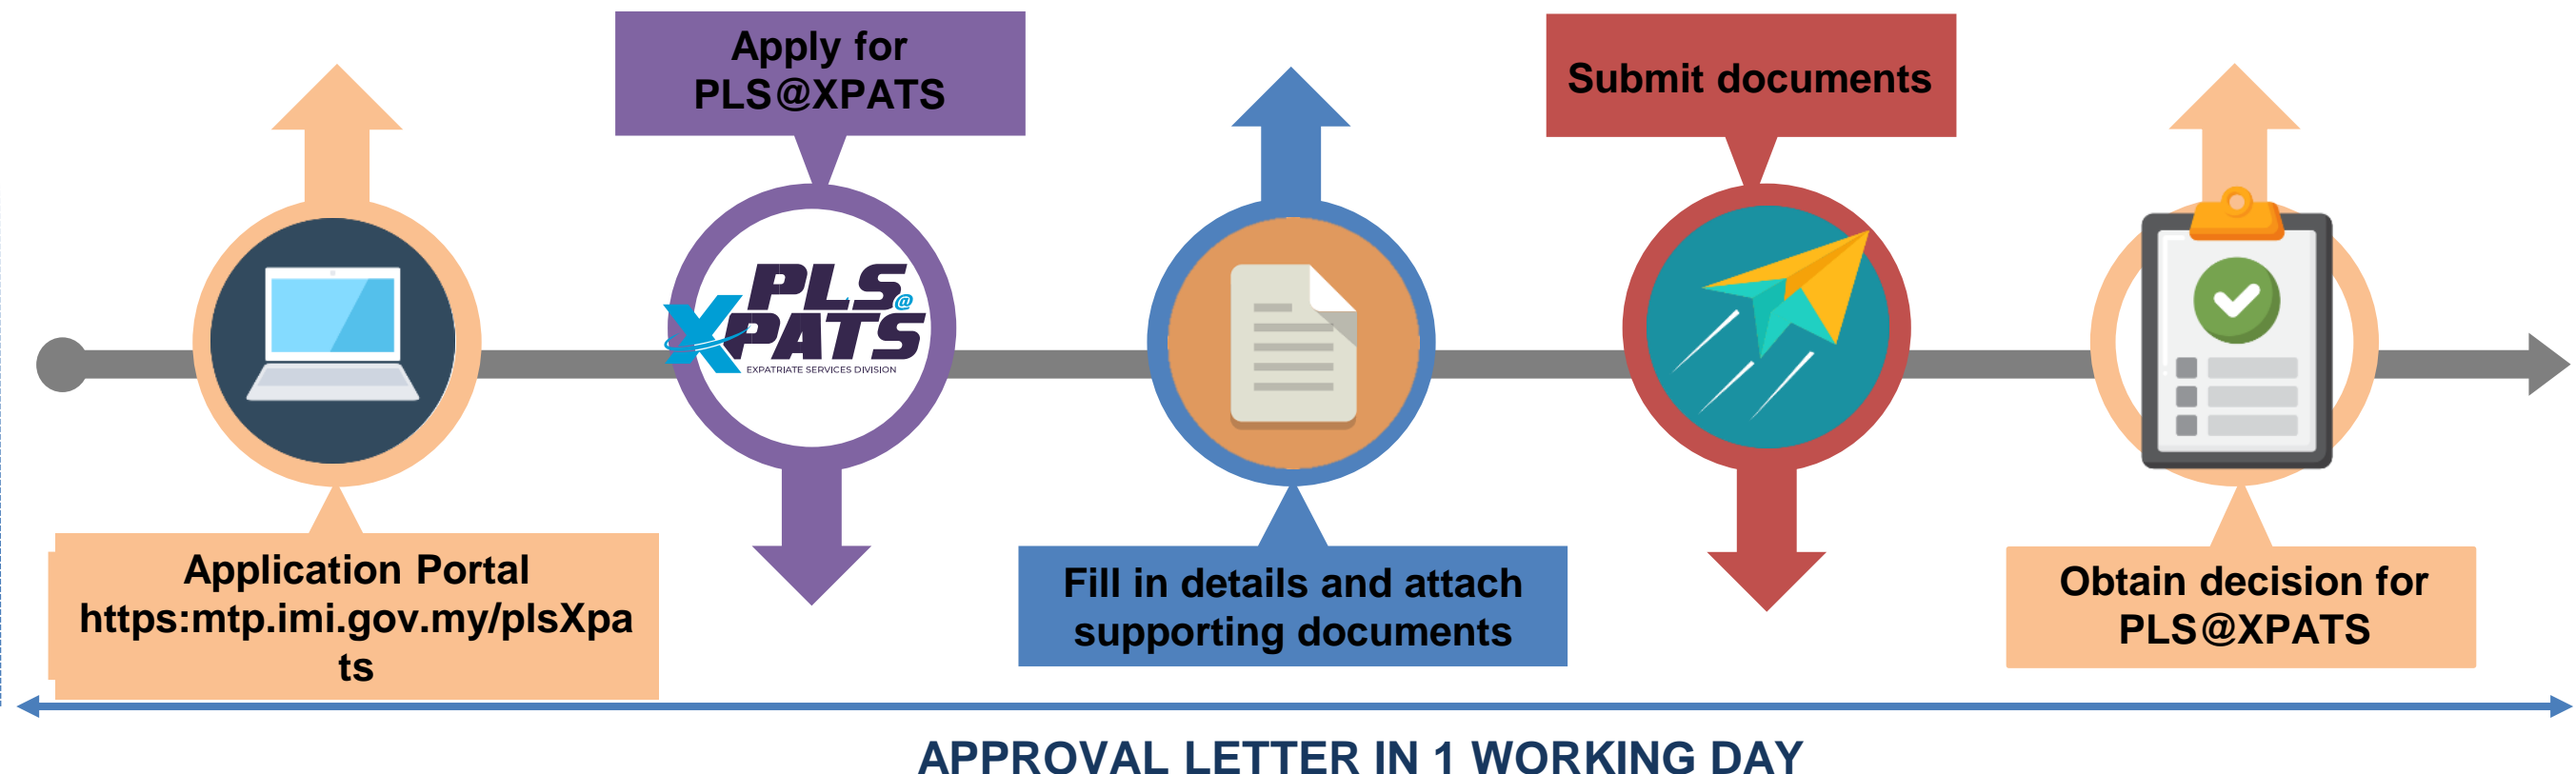 Apply for
PLS@XPATS
Submit documents
PLS@
XPATS
EXPATRIATE SERVICES DIVISION
Application Portal
https:mtp.imi.gov.my/plsXpa
ts
Fill in details and attach
supporting documents
Obtain decision for
PLS@XPATS
APPROVAL LETTER IN 1 WORKING DAY